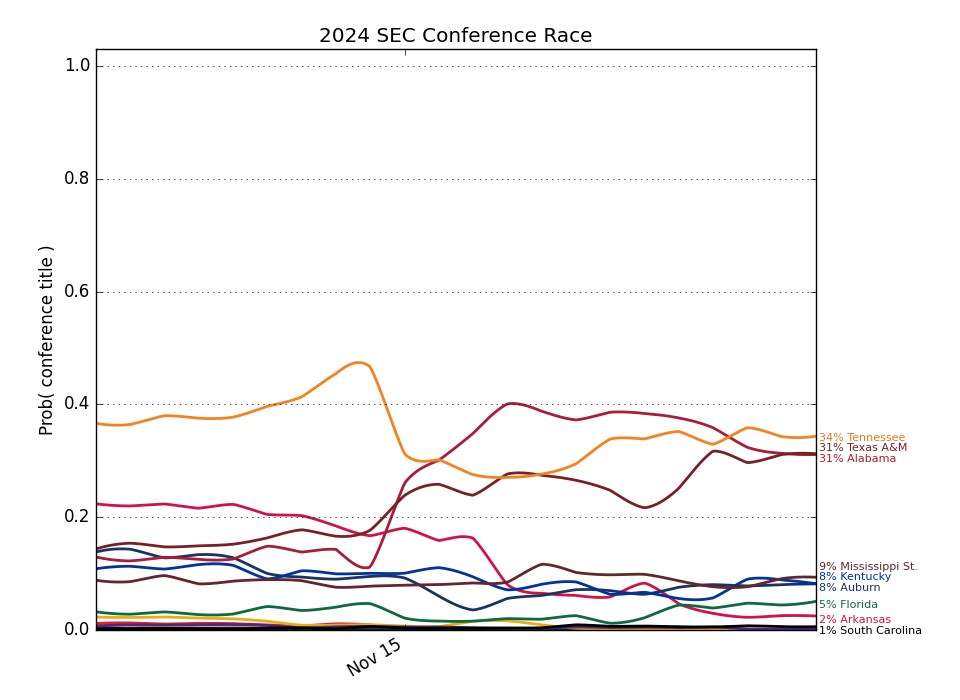 2024 SEC Conference Race
Prob( conference title )
1.0
0.8
0.6
0.4
0.2
0.0
Nov 15
34% Tennessee
31% Texas A&M
31% Alabama
9% Mississippi St.
8% Kentucky
8% Auburn
5% Florida
2% Arkansas
1% South Carolina